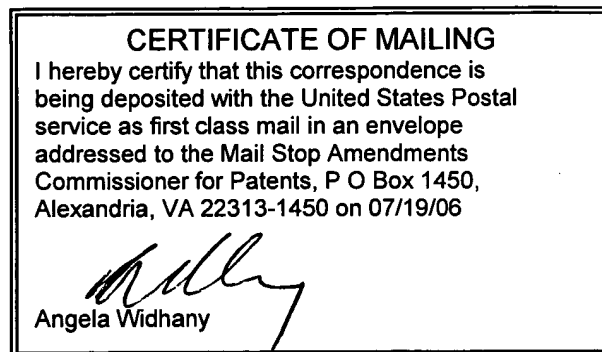 CERTIFICATE OF MAILING
I hereby certify that this correspondence is
being deposited with the United States Postal
service as first class mail in an envelope
addressed to the Mail Stop Amendments
Commissioner for Patents, P O Box 1450,
Alexandria, VA 22313-1450 on 07/19/06
Angela Widhany